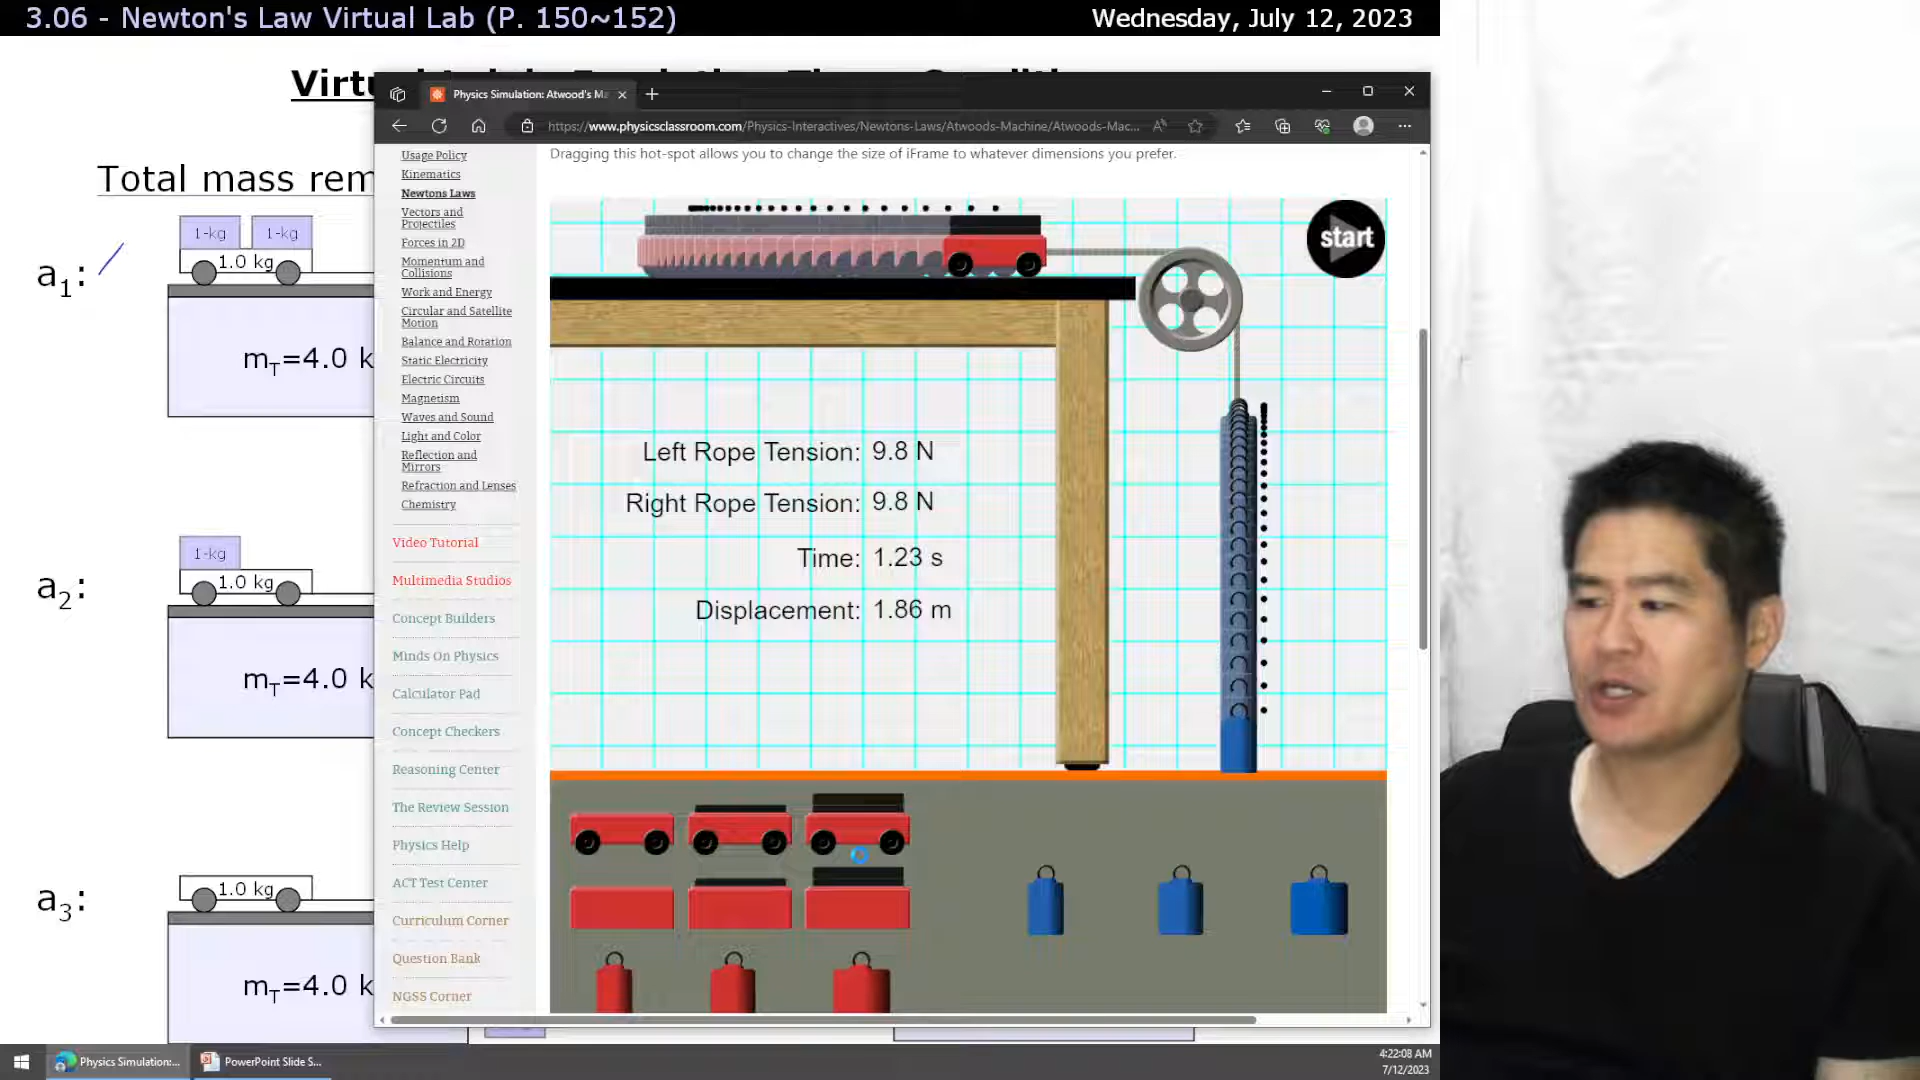 3.06 - Newton's Law Virtual Lab (P. 150~152)
Wednesday, July 12, 2023
Total mass rem
a1:
1-kg 1-kg
1.0 kg
mT=4.0 k
a2:
1-kg
1.0 kg
mT=4.0 k
a3:
1.0 kg
mT=4.0 k
Physics Simulation: Atwood's Ma
https://www.physicsclassroom.com/Physics-Interactives/Newtons-Laws/Atwoods-Machine/Atwoods-Mac...
Usage Policy
Kinematics
Newtons Laws
Vectors and
Projectiles
Forces in 2D
Momentum and
Collisions
Work and Energy
Circular and Satellite
Motion
Balance and Rotation
Static Electricity
Electric Circuits
Magnetism
Waves and Sound
Light and Color
Reflection and
Mirrors
Refraction and Lenses
Chemistry
Video Tutorial
Multimedia Studios
Concept Builders
Minds On Physics
Calculator Pad
Concept Checkers
Reasoning Center
The Review Session
Physics Help
ACT Test Center
Curriculum Corner
Question Bank
NGSS Corner
Dragging this hot-spot allows you to change the size of iFrame to whatever dimensions you prefer.
start
Left Rope Tension: 9.8 N
Right Rope Tension: 9.8 N
Time: 1.23 s
Displacement: 1.86 m
Physics Simulation:...
PowerPoint Slide S...
4:22:08 AM
7/12/2023